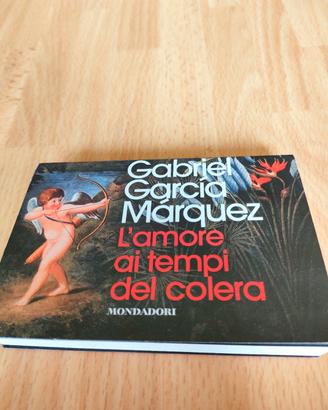 Gabriel
García
Márquez
L'amore
ai tempi
del colera
MONDADORI